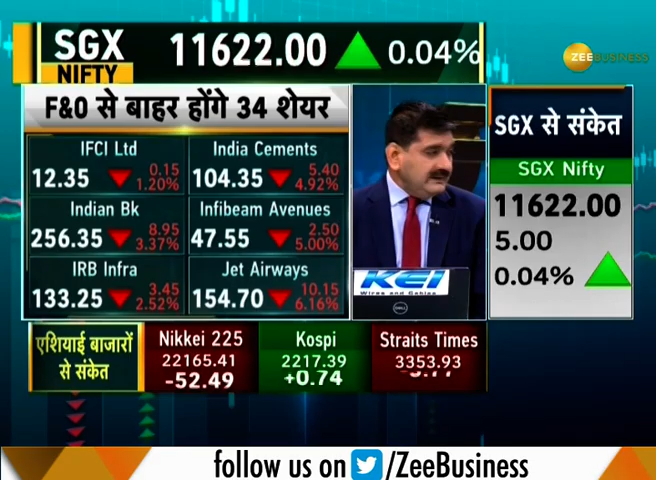 SGX
NIFTY
11622.00
0.04%
ZEE BUSINESS
F&O से बाहर होंगे 34 शेयर
IFCI Ltd
12.35
0.15
1.20%
India Cements
104.35
5.40
4.92%
Indian Bk
256.35
8.95
3.37%
Infibeam Avenues
47.55
2.50
5.00%
IRB Infra
133.25
3.45
2.52%
Jet Airways
154.70
10.15
6.16%
KEI
Wires and Cables
DELL
SGX से संकेत
SGX Nifty
11622.00
5.00
0.04%
एशियाई बाजारों
से संकेत
Nikkei 225
22165.41
-52.49
Kospi
2217.39
+0.74
Straits Times
3353.93
follow us on /ZeeBusiness